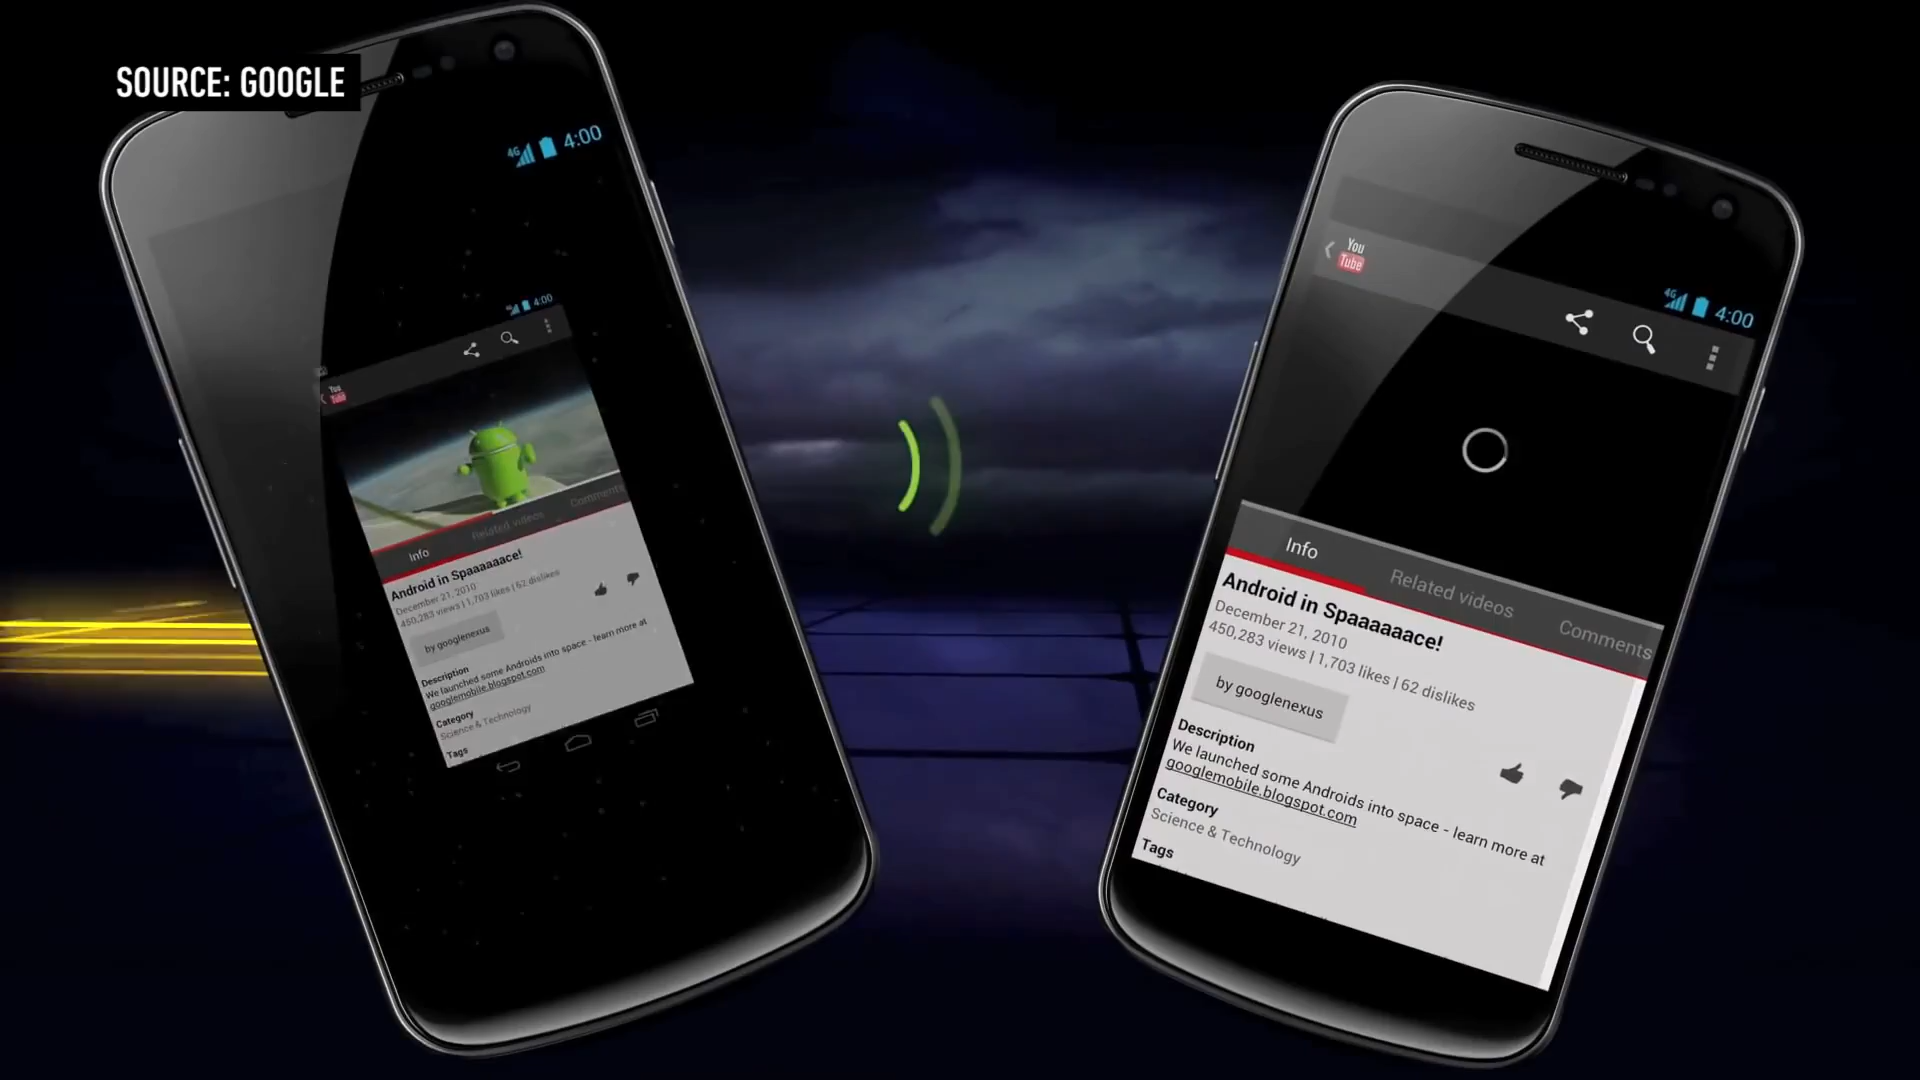 SOURCE: GOOGLE
4G 4:00
4:00
You
Tube
Info
Related videos
Comments
Android in Spaaaaaace!
December 21, 2010
450,283 views | 1,703 likes | 62 dislikes
by googlenexus
Description
We launched some Androids into space - learn more at
googlemobile.blogspot.com
Category
Science & Technology
Tags
You
Tube
4G 4:00
Info
Related videos
Comments
Android in Spaaaaaace!
December 21, 2010
450,283 views | 1,703 likes | 62 dislikes
by googlenexus
Description
We launched some Androids into space - learn more at
googlemobile.blogspot.com
Category
Science & Technology
Tags